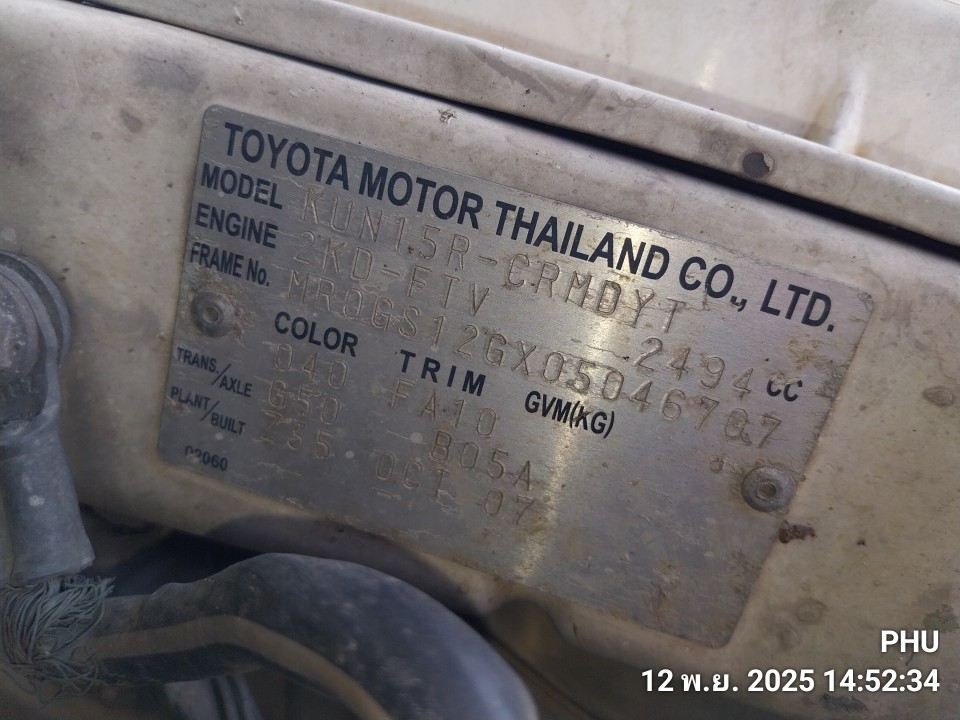 TOYOTA MOTOR THAILAND CO., LTD.
MODEL KUN15R-CRMDYT
ENGINE 2KD-FTV 2494 CC
FRAME No. MR0GS12GX05046787
COLOR TRIM GVM(KG)
040 FA10
TRANS./AXLE G50 B05A
PLANT/BUILT 235 OCT 07
02060
PHU
12 พ.ย. 2025 14:52:34